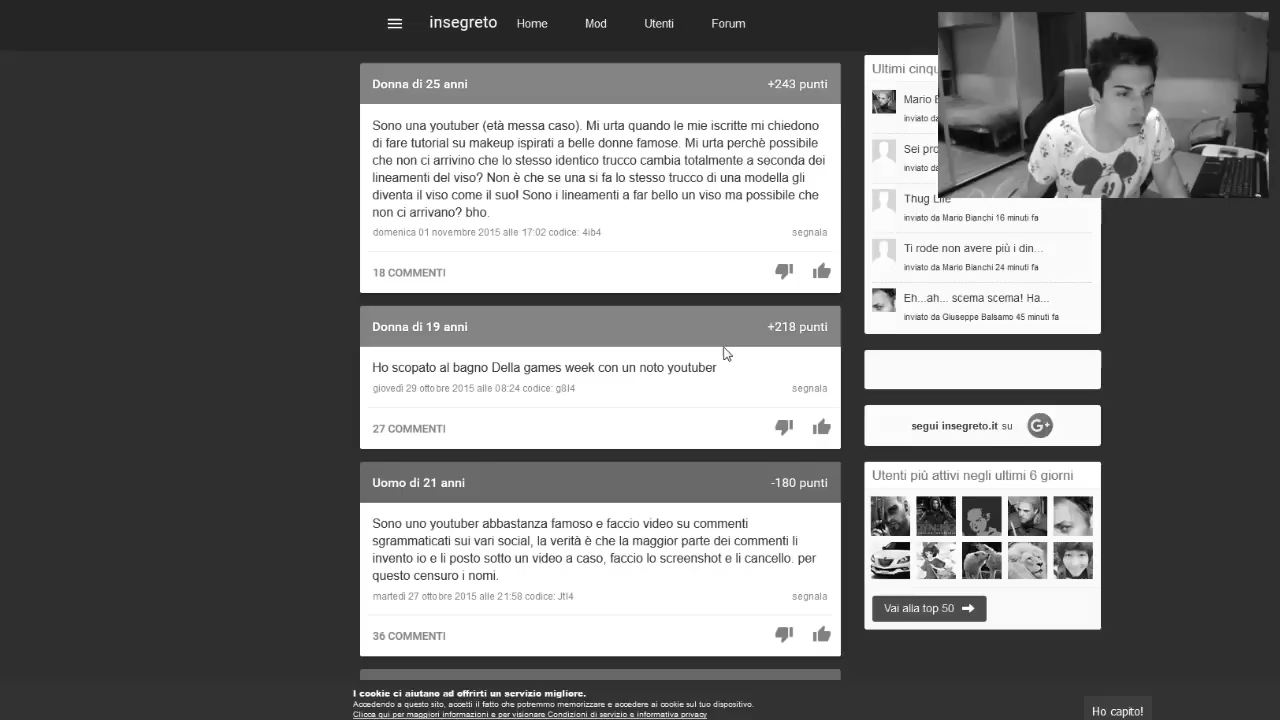 insegreto Home Mod Utenti Forum
Donna di 25 anni +243 punti
Sono una youtuber (età messa caso). Mi urta quando le mie iscritte mi chiedono
di fare tutorial su makeup ispirati a belle donne famose. Mi urta perchè possibile
che non ci arrivino che lo stesso identico trucco cambia totalmente a seconda dei
lineamenti del viso? Non è che se una si fa lo stesso trucco di una modella gli
diventa il viso come il suo! Sono i lineamenti a far bello un viso ma possibile che
non ci arrivano? bho.
domenica 01 novembre 2015 alle 17:02 codice: 4ib4 segnala
18 COMMENTI
Donna di 19 anni +218 punti
Ho scopato al bagno Della games week con un noto youtuber
giovedì 29 ottobre 2015 alle 08:24 codice: g8I4 segnala
27 COMMENTI
Uomo di 21 anni -180 punti
Sono uno youtuber abbastanza famoso e faccio video su commenti
sgrammaticati sui vari social, la verità è che la maggior parte dei commenti li
invento io e li posto sotto un video a caso, faccio lo screenshot e li cancello. per
questo censuro i nomi.
martedì 27 ottobre 2015 alle 21:58 codice: JtI4 segnala
36 COMMENTI
Ultimi cinqu
Mario
inviato da
Sei pro
inviato da
Thug Life
inviato da Mario Bianchi 16 minuti fa
Ti rode non avere più i din...
inviato da Mario Bianchi 24 minuti fa
Eh...ah... scema scema! Ha...
inviato da Giuseppe Balsamo 45 minuti fa
segui insegreto.it su G+
Utenti più attivi negli ultimi 6 giorni
Vai alla top 50
I cookie ci aiutano ad offrirti un servizio migliore.
Accedendo a questo sito, accetti il fatto che potremmo memorizzare e accedere ai cookie sul tuo dispositivo.
Clicca qui per maggiori informazioni e per visionare Condizioni di servizio e informativa privacy
Ho capito!